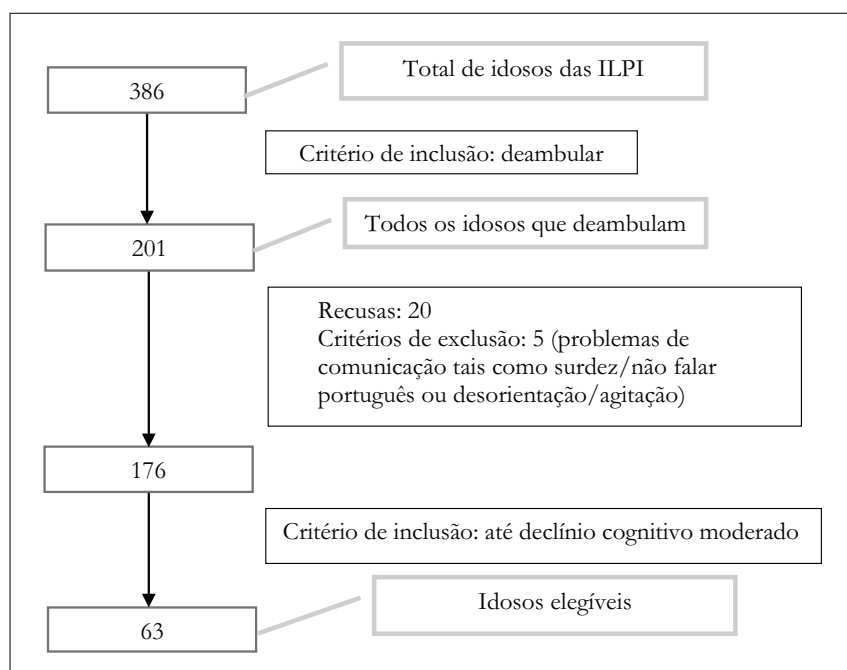 Total de idosos das ILPI
386
Critério de inclusão: deambular
Todos os idosos que deambulam
201
Recusas: 20
Critérios de exclusão: 5 (problemas de
comunicação tais como surdez/não falar
português ou desorientação/agitação)
176
Critério de inclusão: até declínio cognitivo moderado
Idosos elegíveis
63